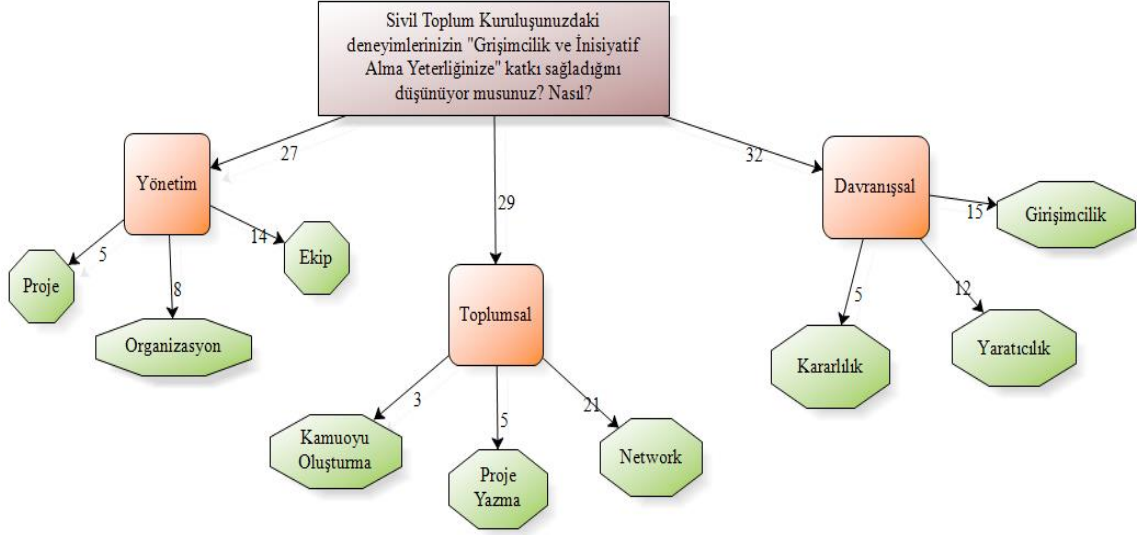 Sivil Toplum Kuruluşunuzdaki
deneyimlerinizin "Grişimcilik ve İnisiyatif
Alma Yeterliğinize" katkı sağladığını
düşünüyor musunuz? Nasıl?
27
29
32
Yönetim
5
8
14
Proje
Organizasyon
Ekip
Toplumsal
3
5
21
Kamuoyu
Oluşturma
Proje
Yazma
Network
Davranışsal
15
5
12
Girişimcilik
Kararlılık
Yaratıcılık